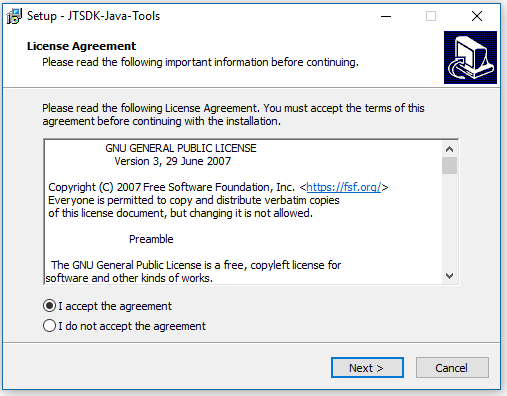 Setup - JTSDK-Java-Tools
License Agreement
Please read the following important information before continuing.
Please read the following License Agreement. You must accept the terms of this
agreement before continuing with the installation.
GNU GENERAL PUBLIC LICENSE
Version 3, 29 June 2007
Copyright (C) 2007 Free Software Foundation, Inc. <https://fsf.org/>
Everyone is permitted to copy and distribute verbatim copies
of this license document, but changing it is not allowed.
Preamble
The GNU General Public License is a free, copyleft license for
software and other kinds of works.
I accept the agreement
I do not accept the agreement
Next >
Cancel